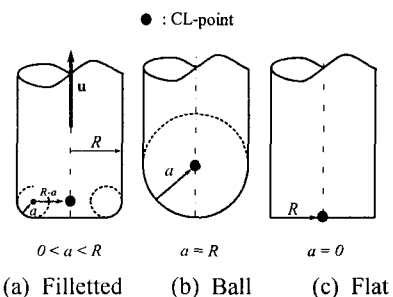 : CL-point
u
R
R-a
a
a
R
0 < a < R
a = R
a = 0
(a) Filletted
(b) Ball
(c) Flat